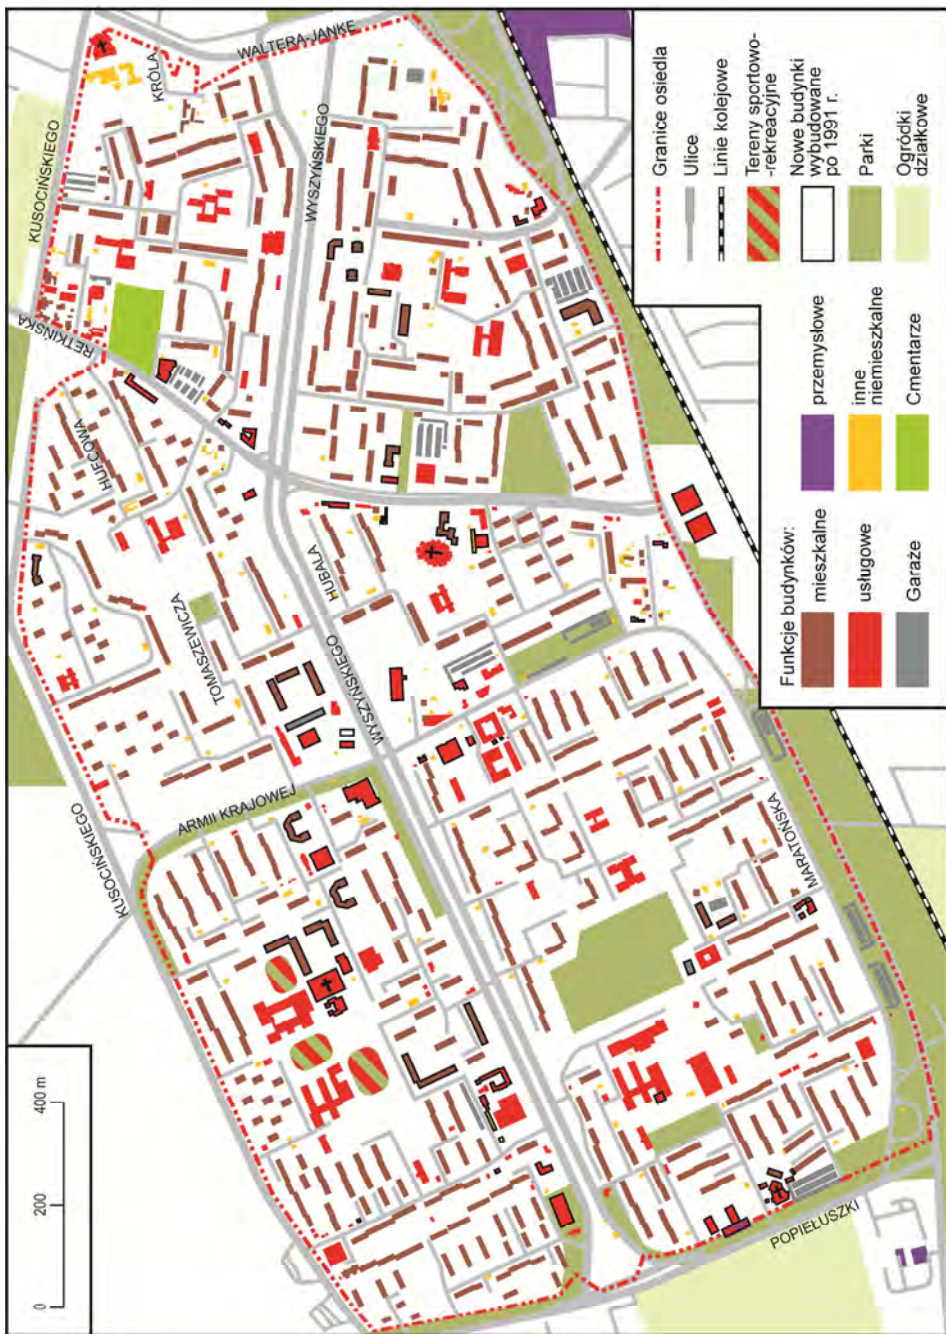 KUSOCIŃSKIEGO
WALTERA-JANKE
KRÓLA
WYSZYŃSKIEGO
RETKIŃSKA
HUFCOWA
TOMASZEWICZA
HUBALA
WYSZYŃSKIEGO
ARMII KRAJOWEJ
KUSOCIŃSKIEGO
MARATOŃSKA
POPIEŁUSZKI
0 200 400 m
Funkcje budynków:
mieszkalne
usługowe
Garaże
przemysłowe
inne
niemieszkalne
Cmentarze
Granice osiedla
Ulice
Linie kolejowe
Tereny sportowo-
-rekreacyjne
Nowe budynki
wybudowane
po 1991 r.
Parki
Ogródki
działkowe